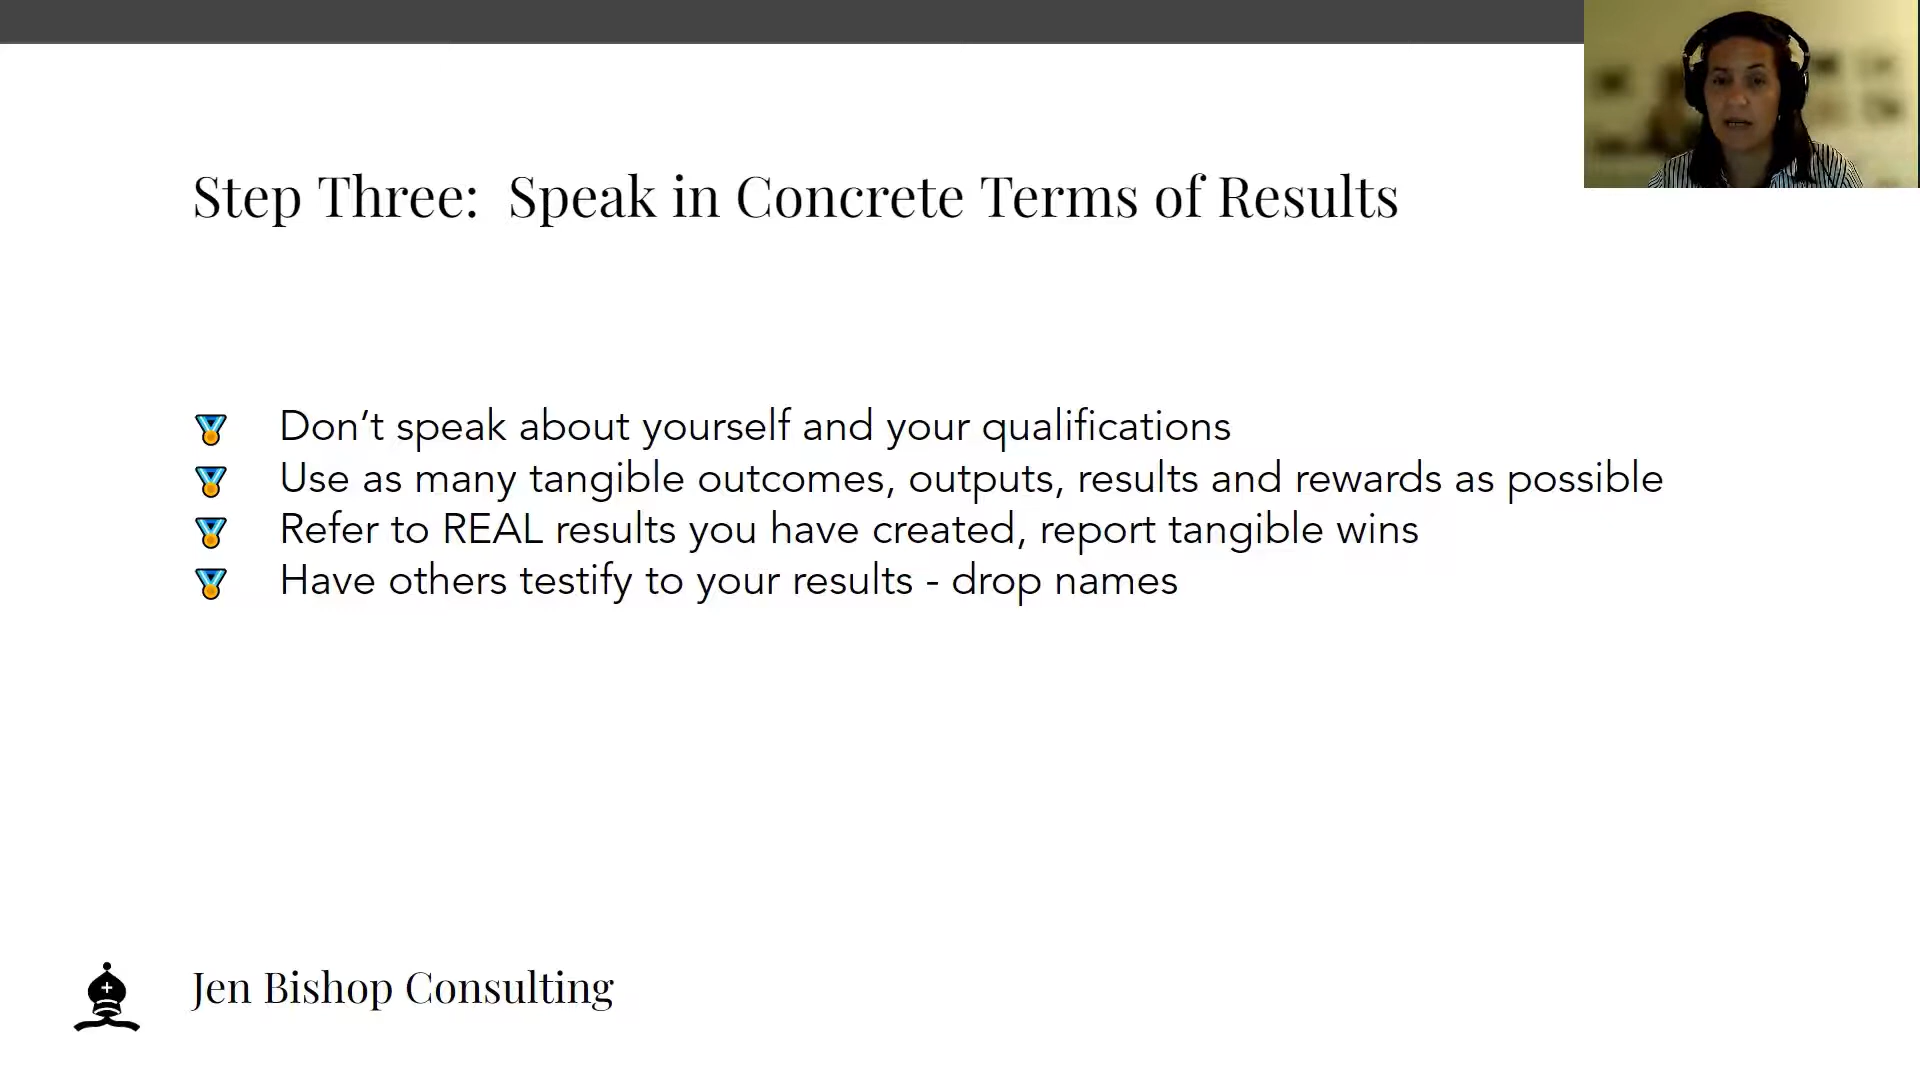 Step Three:  Speak in Concrete Terms of Results
Don’t speak about yourself and your qualifications
Use as many tangible outcomes, outputs, results and rewards as possible
Refer to REAL results you have created, report tangible wins
Have others testify to your results - drop names
Jen Bishop Consulting